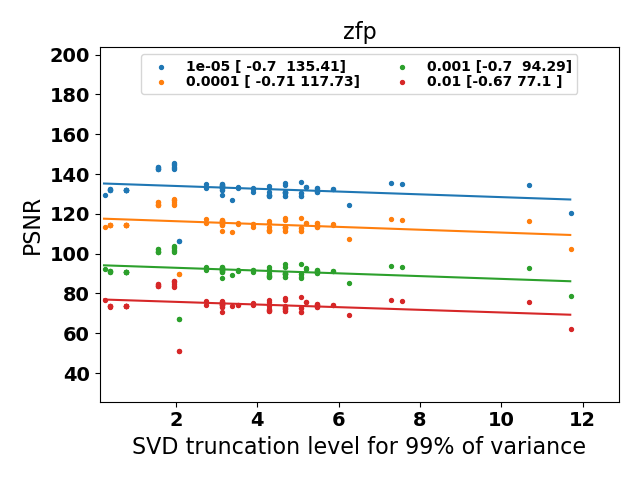 zfp
1e-05 [ -0.7 135.41]
0.0001 [ -0.71 117.73]
0.001 [-0.7 94.29]
0.01 [-0.67 77.1 ]
200
180
160
140
120
100
80
60
40
PSNR
2 4 6 8 10 12
SVD truncation level for 99% of variance